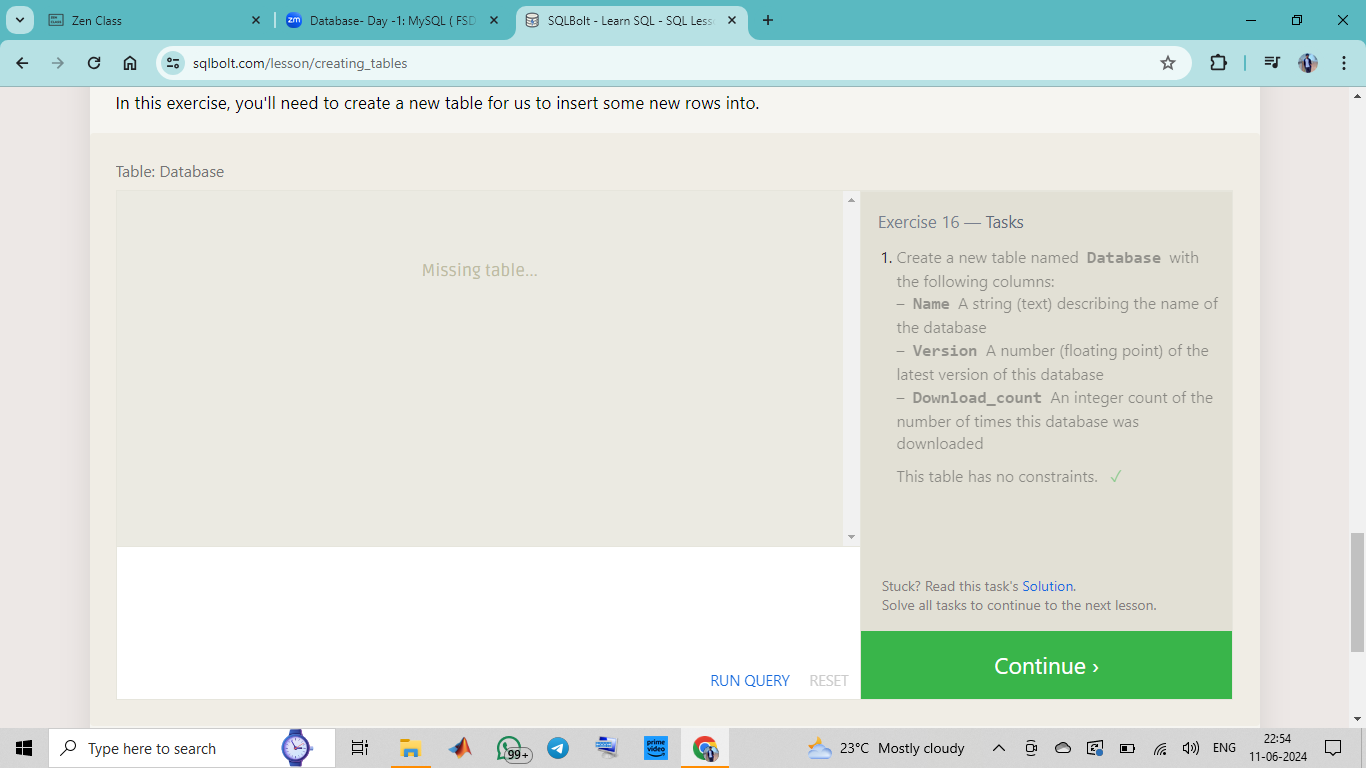 Zen Class
zm
Database- Day -1: MySQL ( FSD
SQLBolt - Learn SQL - SQL Less
sqlbolt.com/lesson/creating_tables
In this exercise, you'll need to create a new table for us to insert some new rows into.
Table: Database
Missing table…
Exercise 16 — Tasks
1. Create a new table named Database with
the following columns:
– Name A string (text) describing the name of
the database
– Version A number (floating point) of the
latest version of this database
– Download_count An integer count of the
number of times this database was
downloaded
This table has no constraints. ✓
Stuck? Read this task's Solution.
Solve all tasks to continue to the next lesson.
RUN QUERY
RESET
Continue ›
Type here to search
99+
prime
video
23°C Mostly cloudy
ENG
22:54
11-06-2024